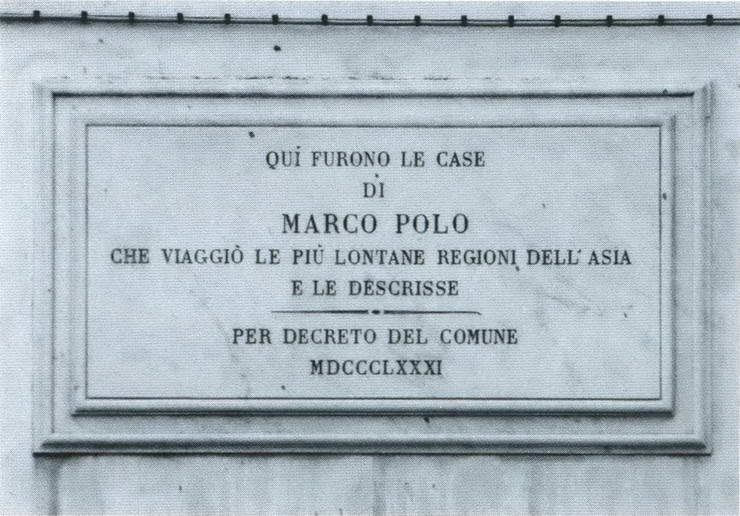 QUI FURONO LE CASE
DI
MARCO POLO
CHE VIAGGIÒ LE PIÙ LONTANE REGIONI DELL'ASIA
E LE DESCRISSE
PER DECRETO DEL COMUNE
MDCCCLXXXI